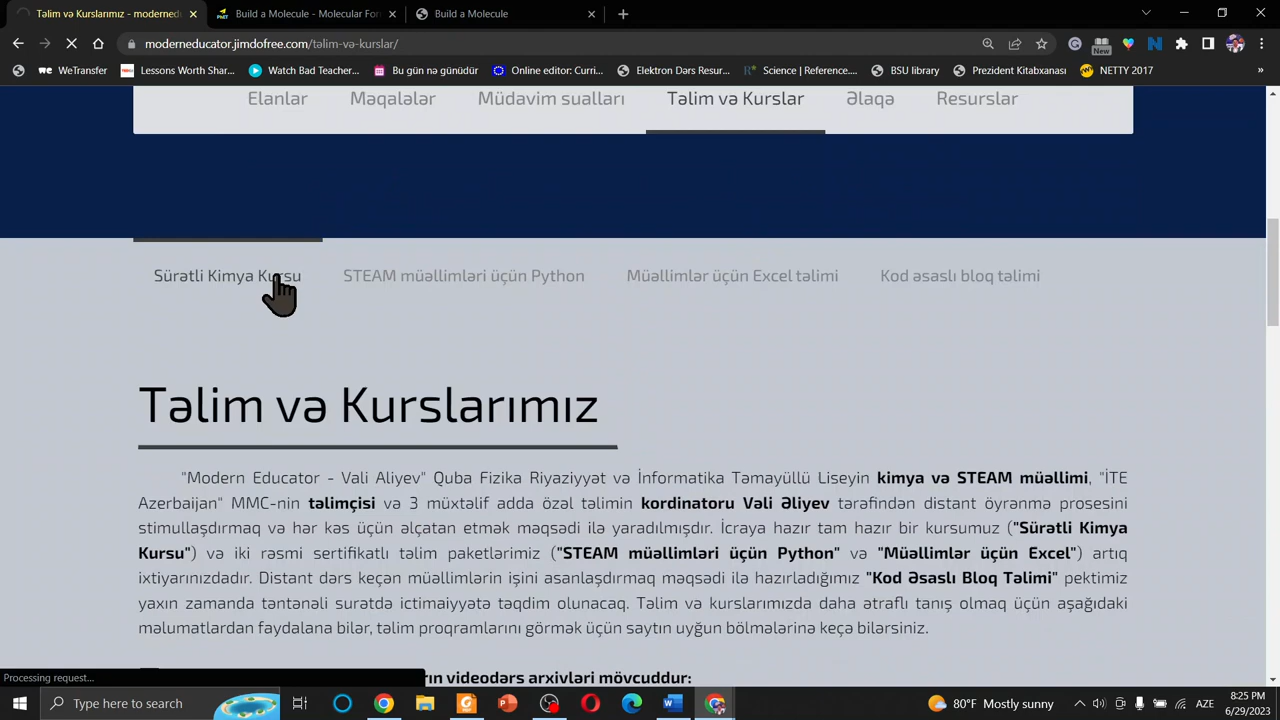 Təlim və Kurslarımız - moderned
Build a Molecule - Molecular For
Build a Molecule
moderneducator.jimdofree.com/təlim-və-kurslar/
New
WeTransfer
Lessons Worth Shar...
Watch Bad Teacher...
Bu gün nə günüdür
Online editor: Curri...
Elektron Dərs Resur...
Science | Reference....
BSU library
Prezident Kitabxanası
NETTY 2017
Elanlar
Məqalələr
Müdavim sualları
Təlim və Kurslar
Əlaqə
Resurslar
Sürətli Kimya Kursu
STEAM müəllimləri üçün Python
Müəllimlər üçün Excel təlimi
Kod əsaslı bloq təlimi
Təlim və Kurslarımız
"Modern Educator - Vali Aliyev" Quba Fizika Riyaziyyət və İnformatika Təmayüllü Liseyin kimya və STEAM müəllimi, "İTE
Azerbaijan" MMC-nin təlimçisi və 3 müxtəlif adda özəl təlimin kordinatoru Vəli Əliyev tərəfindən distant öyrənmə prosesini
stimullaşdırmaq və hər kəs üçün əlçatan etmək məqsədi ilə yaradılmışdır. İcraya hazır tam hazır bir kursumuz ("Sürətli Kimya
Kursu") və iki rəsmi sertifikatlı təlim paketlərimiz ("STEAM müəllimləri üçün Python" və "Müəllimlər üçün Excel") artıq
ixtiyarınızdadır. Distant dərs keçən müəllimlərin işini asanlaşdırmaq məqsədi ilə hazırladığımız "Kod Əsaslı Bloq Təlimi" pektimiz
yaxın zamanda təntənəli surətdə ictimaiyyətə təqdim olunacaq. Təlim və kurslarımızda daha ətraflı tanış olmaq üçün aşağıdakı
məlumatlardan faydalana bilər, təlim proqramlarını görmək üçün saytın uyğun bölmələrinə keçə bilərsiniz.
Processing request...
ın videodərs arxivləri mövcuddur:
Type here to search
80°F Mostly sunny
AZE
8:25 PM
6/29/2023